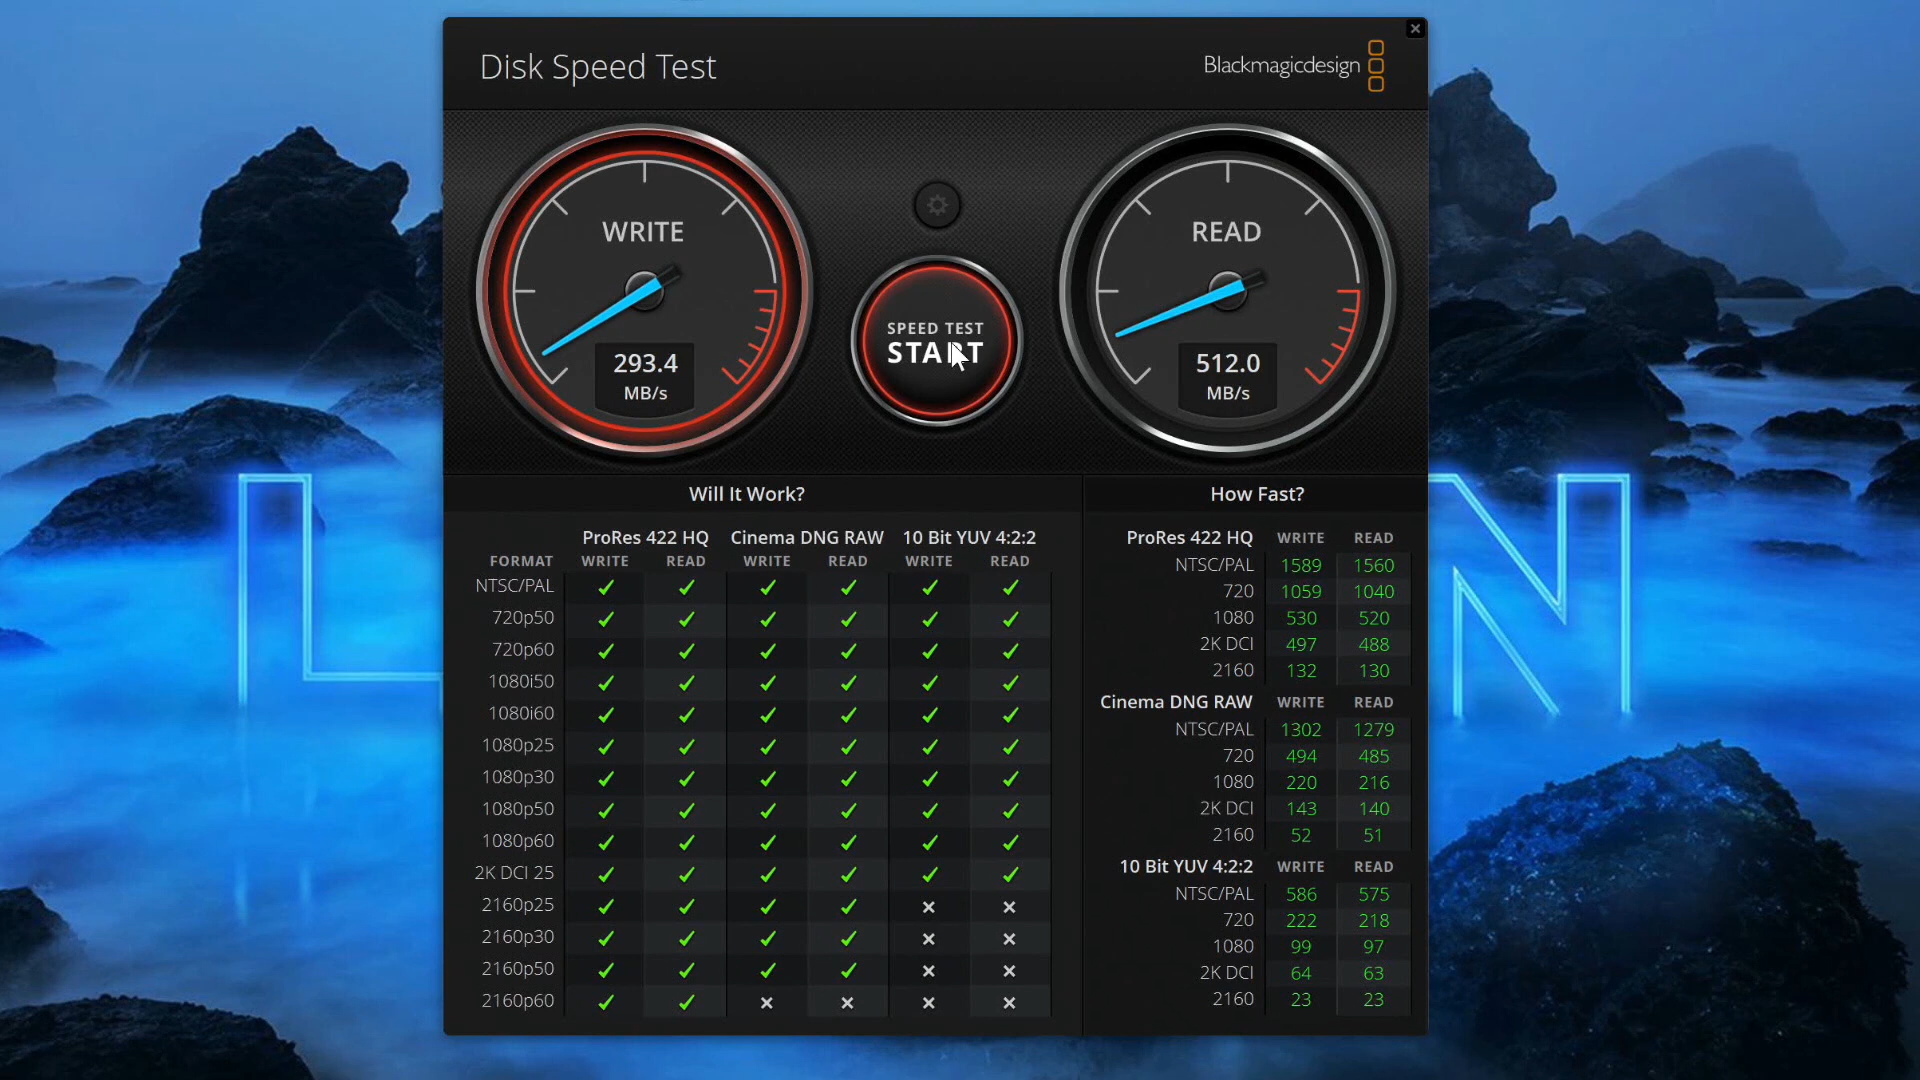 Disk Speed Test
Blackmagicdesign
WRITE
293.4
MB/s
SPEED TEST
START
READ
512.0
MB/s
Will It Work?
ProRes 422 HQ Cinema DNG RAW 10 Bit YUV 4:2:2
FORMAT WRITE READ WRITE READ WRITE READ
NTSC/PAL ✓ ✓ ✓ ✓ ✓ ✓
720p50 ✓ ✓ ✓ ✓ ✓ ✓
720p60 ✓ ✓ ✓ ✓ ✓ ✓
1080i50 ✓ ✓ ✓ ✓ ✓ ✓
1080i60 ✓ ✓ ✓ ✓ ✓ ✓
1080p25 ✓ ✓ ✓ ✓ ✓ ✓
1080p30 ✓ ✓ ✓ ✓ ✓ ✓
1080p50 ✓ ✓ ✓ ✓ ✓ ✓
1080p60 ✓ ✓ ✓ ✓ ✓ ✓
2K DCI 25 ✓ ✓ ✓ ✓ ✓ ✓
2160p25 ✓ ✓ ✓ ✓ × ×
2160p30 ✓ ✓ ✓ ✓ × ×
2160p50 ✓ ✓ ✓ ✓ × ×
2160p60 ✓ ✓ × × × ×
How Fast?
ProRes 422 HQ WRITE READ
NTSC/PAL 1589 1560
720 1059 1040
1080 530 520
2K DCI 497 488
2160 132 130
Cinema DNG RAW WRITE READ
NTSC/PAL 1302 1279
720 494 485
1080 220 216
2K DCI 143 140
2160 52 51
10 Bit YUV 4:2:2 WRITE READ
NTSC/PAL 586 575
720 222 218
1080 99 97
2K DCI 64 63
2160 23 23
L
N